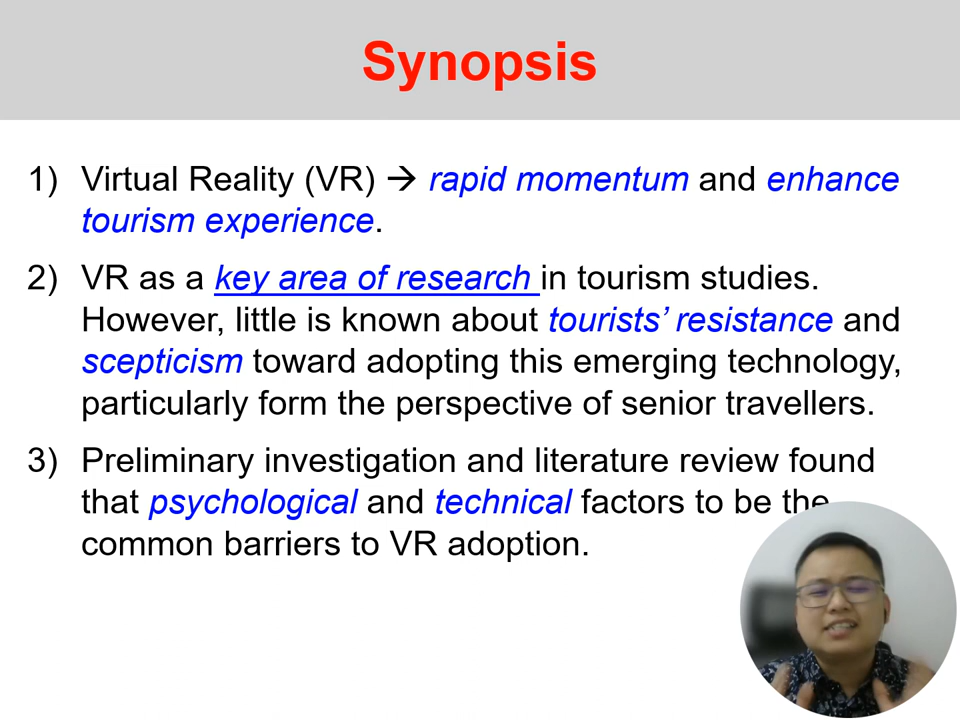 Synopsis
1) Virtual Reality (VR) → rapid momentum and enhance
tourism experience.
2) VR as a key area of research in tourism studies.
However, little is known about tourists’ resistance and
scepticism toward adopting this emerging technology,
particularly form the perspective of senior travellers.
3) Preliminary investigation and literature review found
that psychological and technical factors to be the
common barriers to VR adoption.